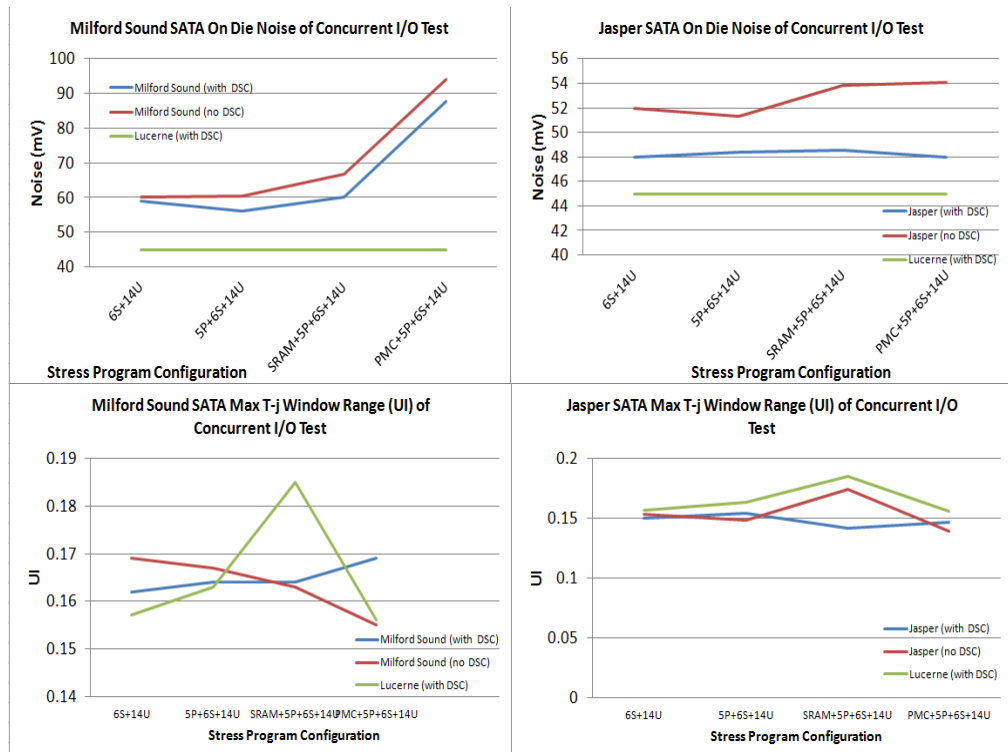 Milford Sound SATA On Die Noise of Concurrent I/O Test
100
90
80
70
60
50
40
Noise (mV)
Milford Sound (with DSC)
Milford Sound (no DSC)
Lucerne (with DSC)
6S+14U
5P+6S+14U
SRAM+5P+6S+14U
PMC+5P+6S+14U
Stress Program Configuration
Jasper SATA On Die Noise of Concurrent I/O Test
56
54
52
50
48
46
44
42
40
Noise (mV)
Jasper (with DSC)
Jasper (no DSC)
Lucerne (with DSC)
6S+14U
5P+6S+14U
SRAM+5P+6S+14U
PMC+5P+6S+14U
Stress Program Configuration
Milford Sound SATA Max T-j Window Range (UI) of
Concurrent I/O Test
0.19
0.18
0.17
0.16
0.15
0.14
UI
Milford Sound (with DSC)
Milford Sound (no DSC)
Lucerne (with DSC)
6S+14U
5P+6S+14U
SRAM+5P+6S+14U
PMC+5P+6S+14U
Stress Program Configuration
Jasper SATA Max T-j Window Range (UI) of Concurrent I/O
Test
0.2
0.15
0.1
0.05
0
UI
Jasper (with DSC)
Jasper (no DSC)
Lucerne (with DSC)
6S+14U
5P+6S+14U
SRAM+5P+6S+14U
PMC+5P+6S+14U
Stress Program Configuration